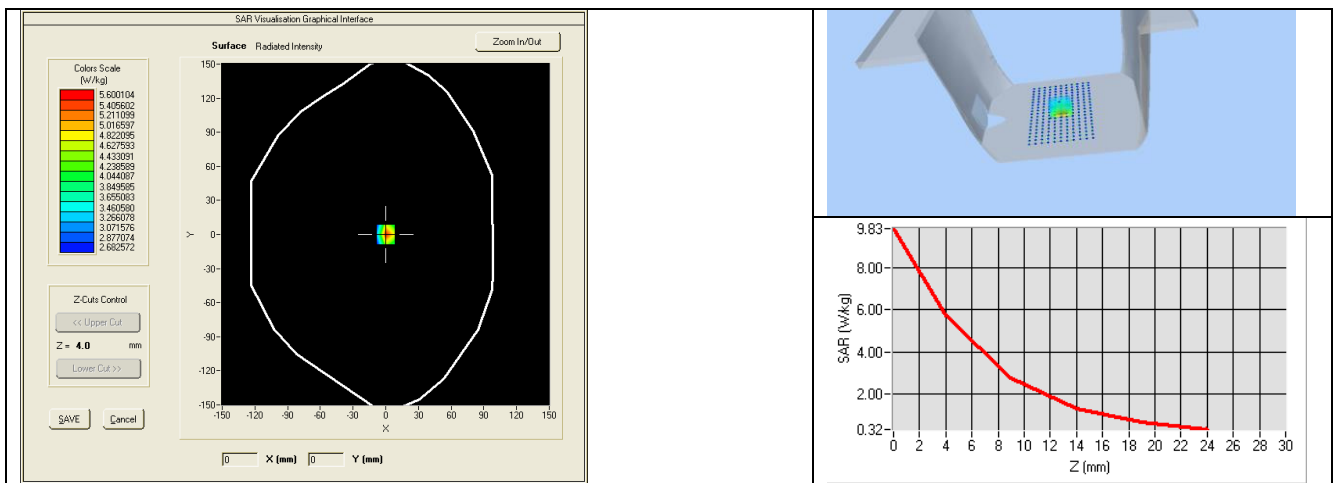 SAR Visualisation Graphical Interface
Surface Radiated Intensity
Zoom In/Out
Colors Scale
(W/kg)
5.600104
5.405602
5.211099
5.016597
4.822095
4.627593
4.433091
4.238589
4.044087
3.849585
3.655083
3.460580
3.266078
3.071576
2.877074
2.682572
Z-Cuts Control
<< Upper Cut
Z = 4.0 mm
Lower Cut >>
SAVE Cancel
150-
120-
90-
60-
30-
Y 0-
-30-
-60-
-90-
-120-
-150-
-150 -120 -90 -60 -30 0 30 60 90 120 150
X
0 X (mm) 0 Y (mm)
9.83-
8.00-
6.00-
4.00-
2.00-
0.32-
SAR (W/kg)
0 2 4 6 8 10 12 14 16 18 20 22 24 26 28 30
Z (mm)